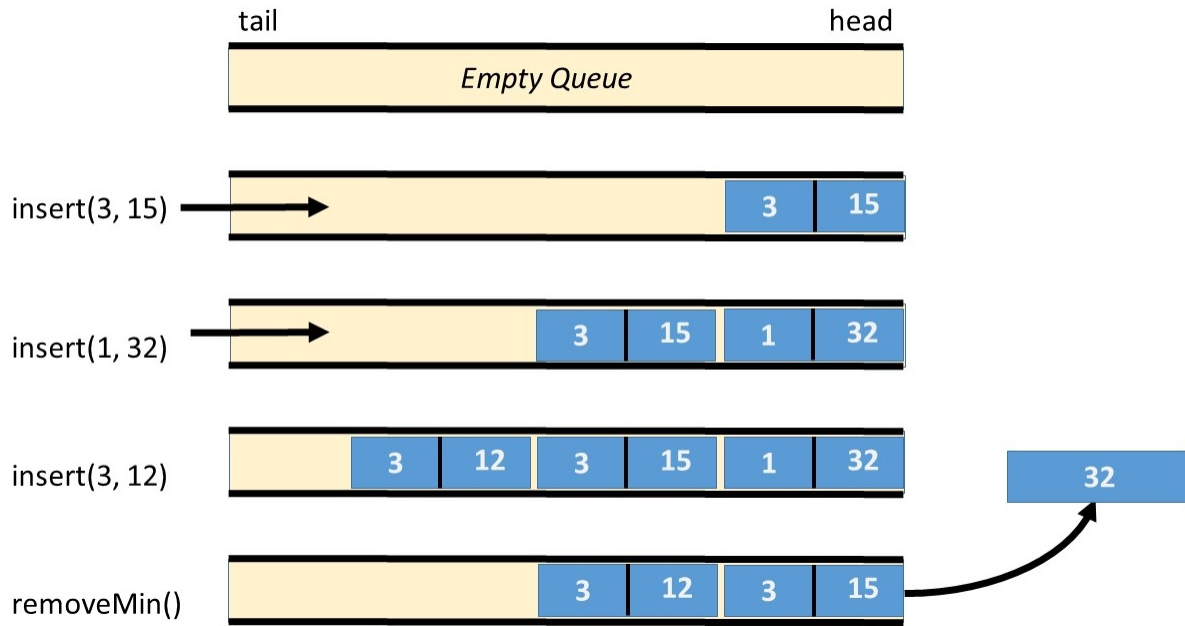 tail head
Empty Queue
insert(3, 15) 3 15
insert(1, 32) 3 15 1 32
insert(3, 12) 3 12 3 15 1 32
32
removeMin() 3 12 3 15